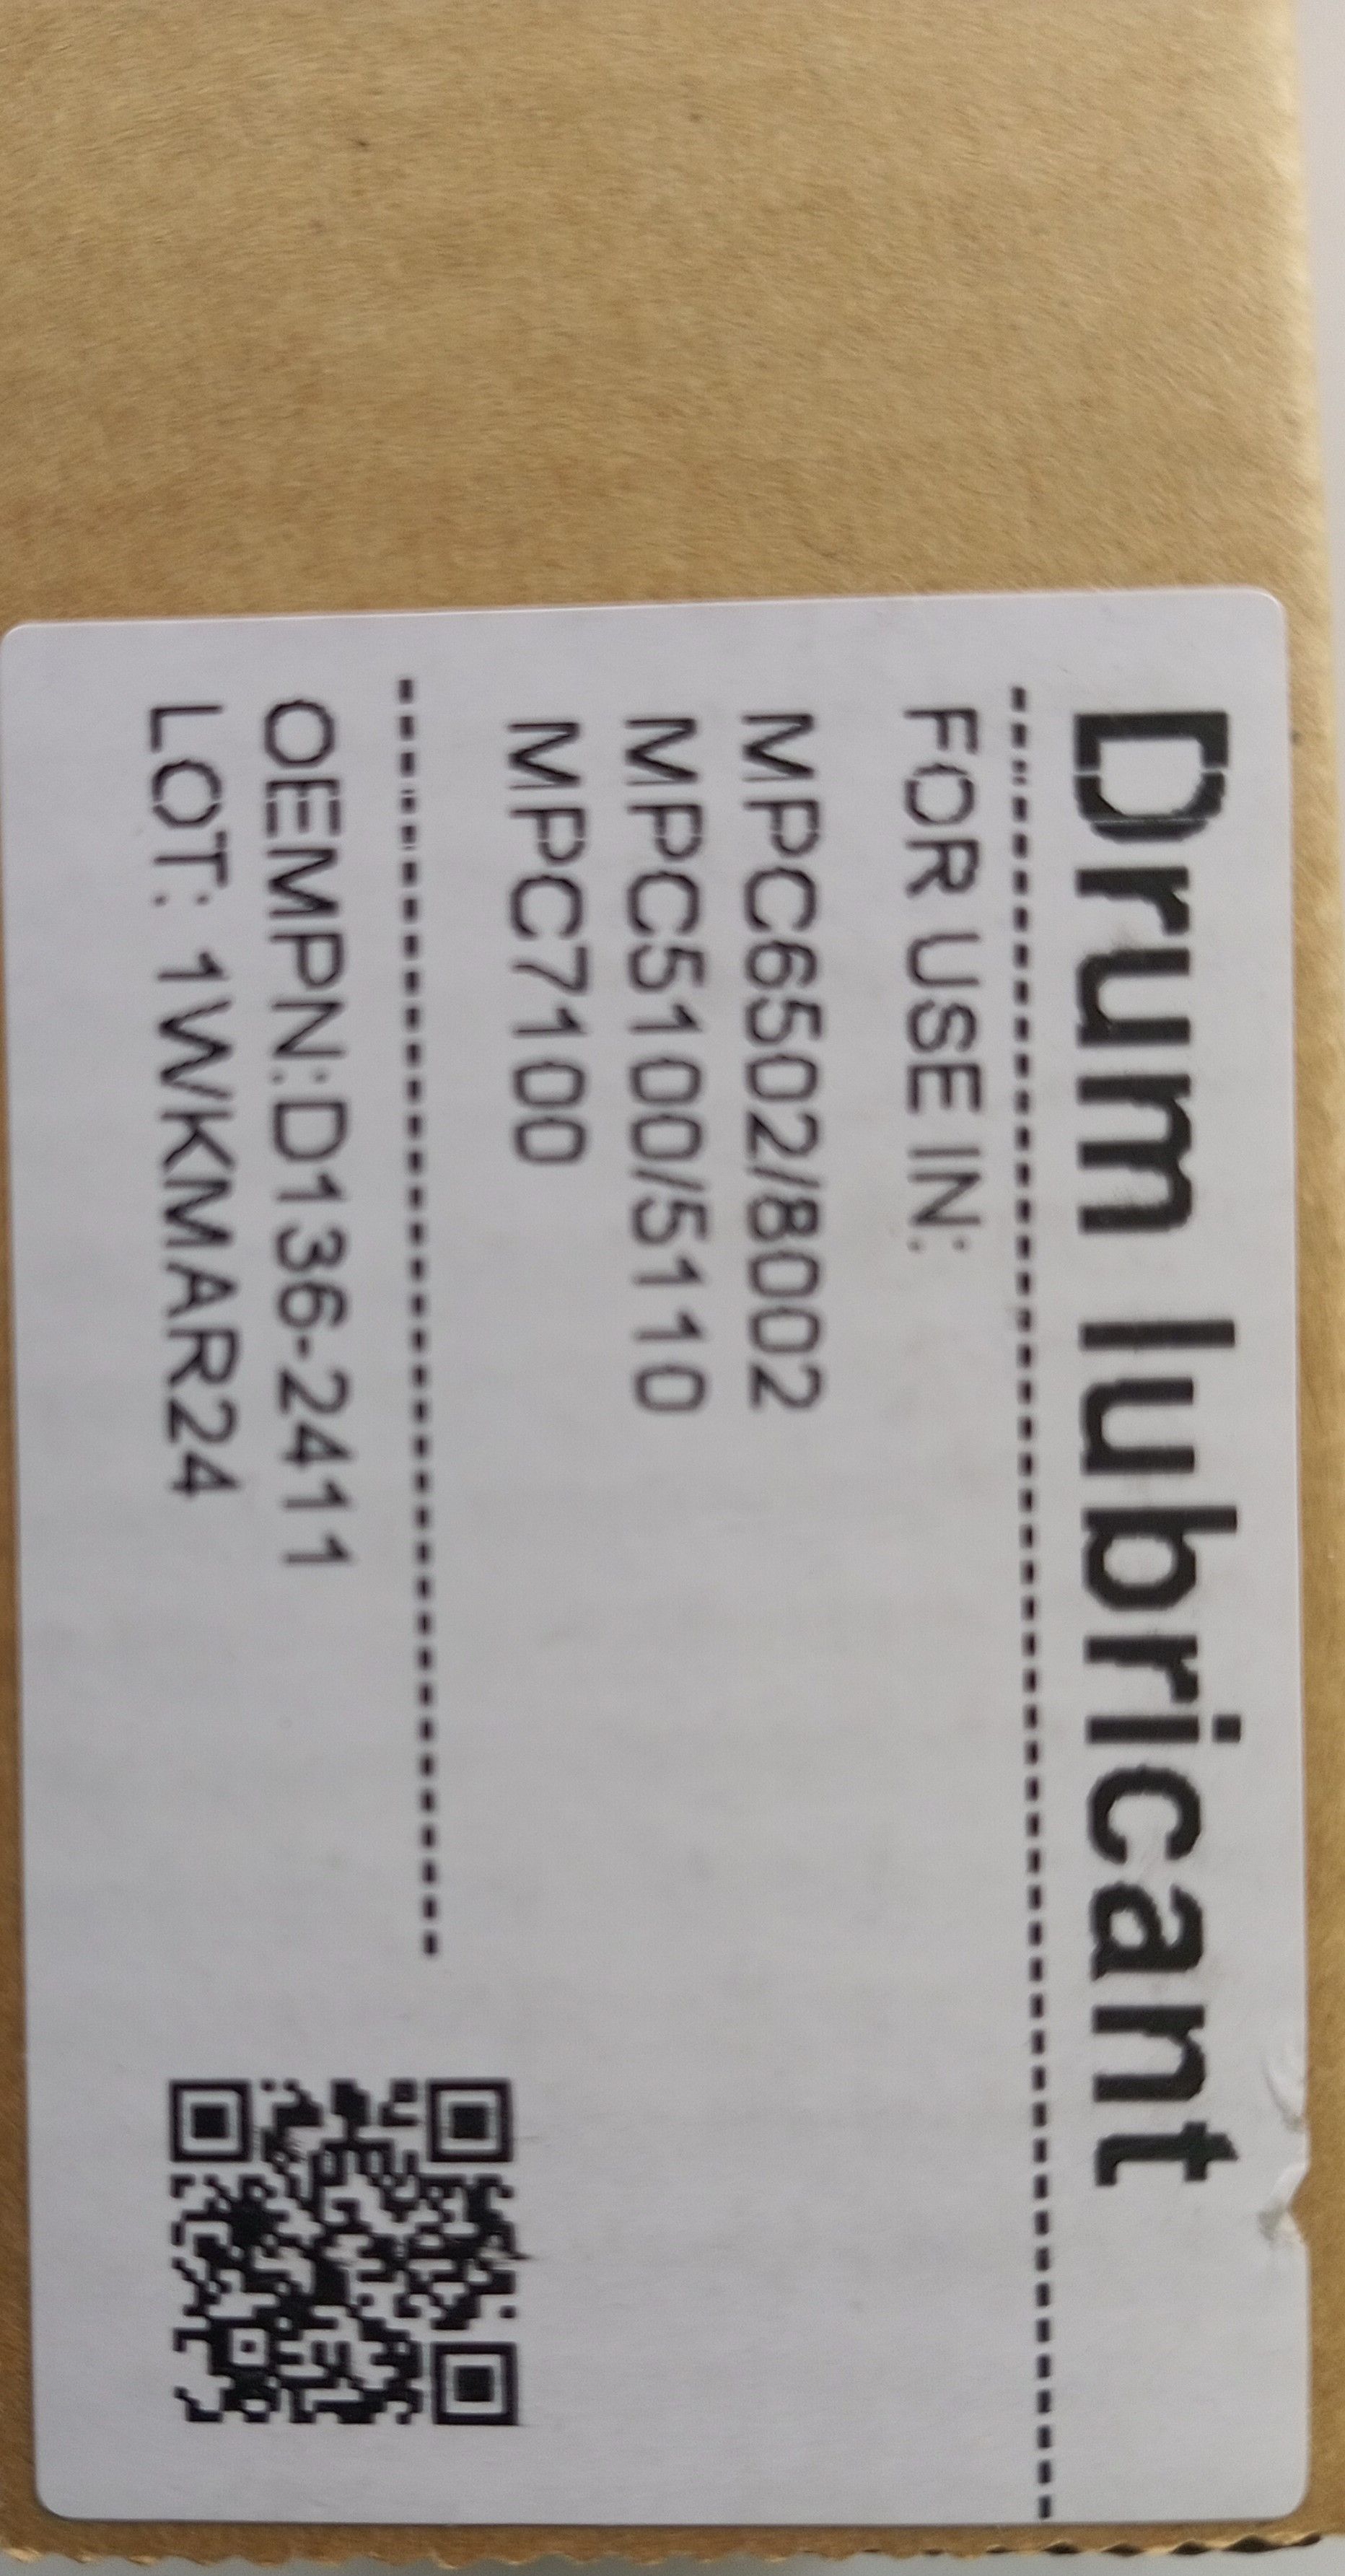 Drum lubricant
FOR USE IN:
MPC6502/8002
MPC5100/5110
MPC7100
OEMPN:D136-2411
LOT: 1WKMAR24